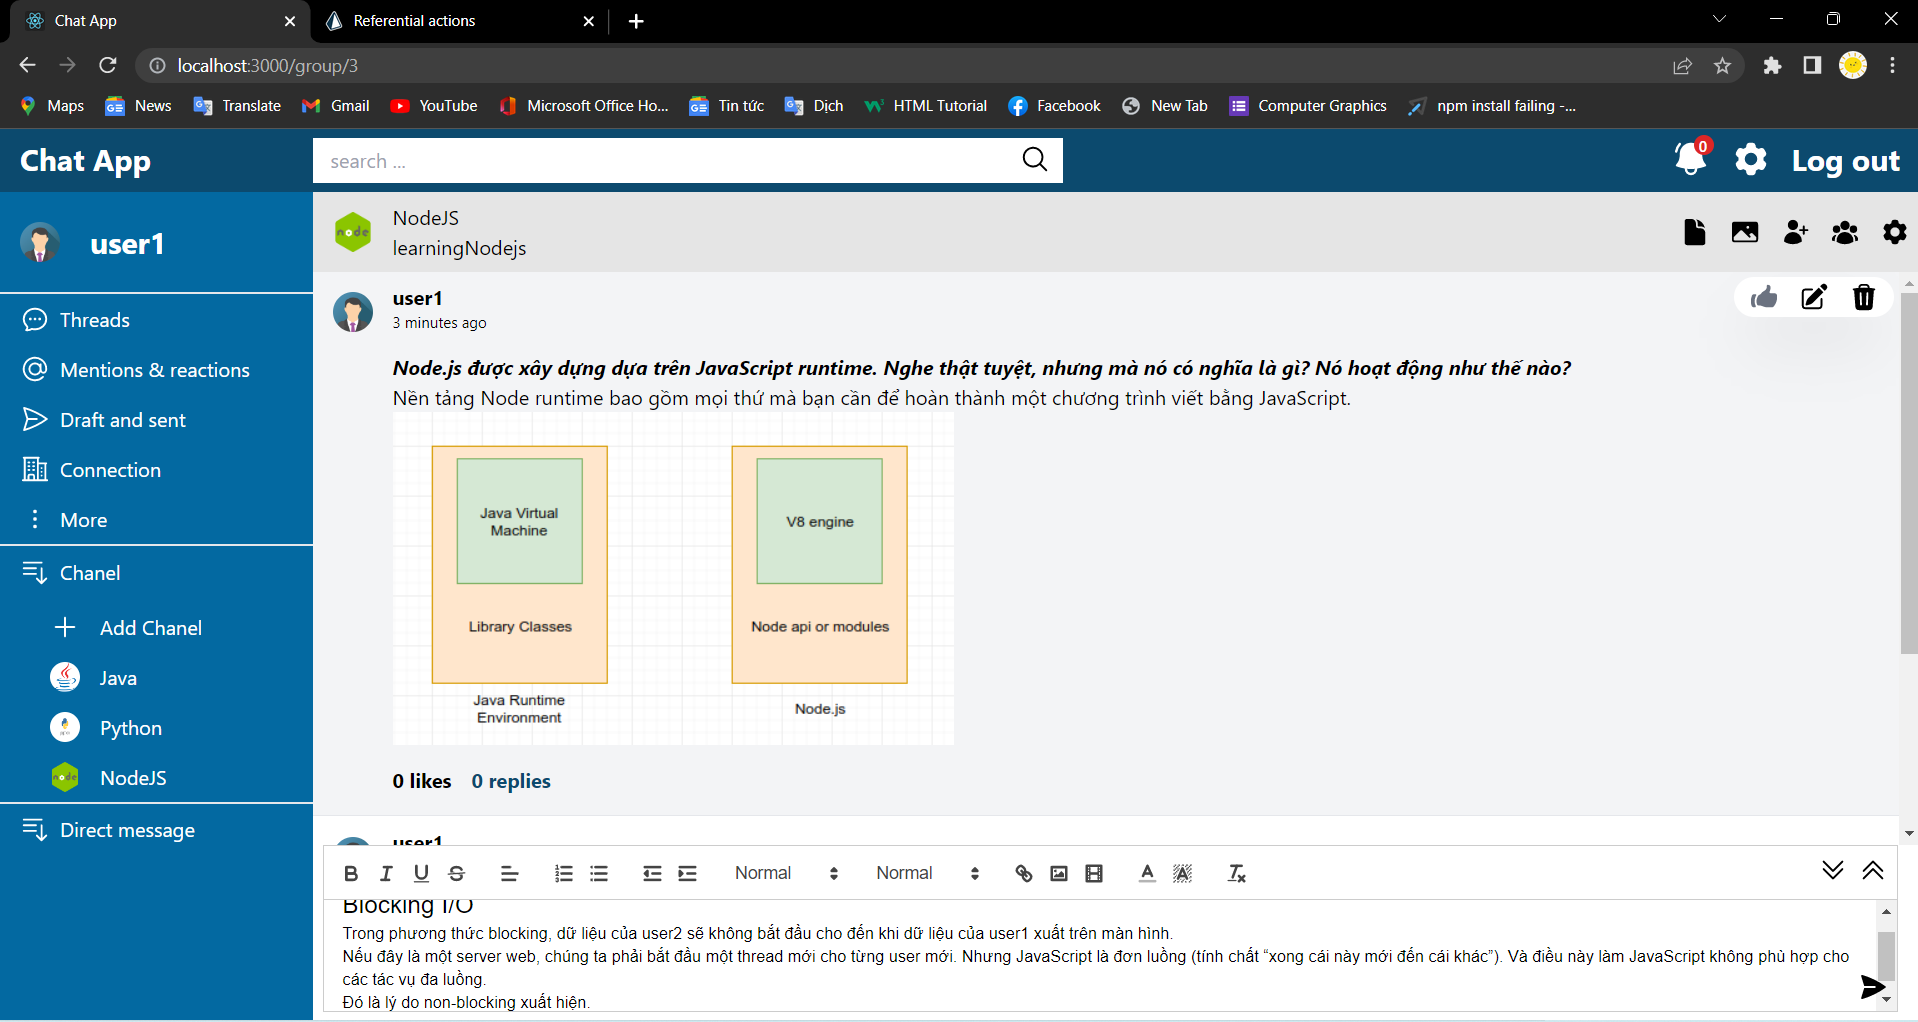 Chat App
Referential actions
localhost:3000/group/3
Maps
News
Translate
Gmail
YouTube
Microsoft Office Ho...
Tin tức
Dịch
HTML Tutorial
Facebook
New Tab
Computer Graphics
npm install failing -...
Chat App
search ...
0
Log out
user1
Threads
Mentions & reactions
Draft and sent
Connection
More
Chanel
Add Chanel
Java
Python
NodeJS
Direct message
NodeJS
learningNodejs
user1
3 minutes ago
Node.js được xây dựng dựa trên JavaScript runtime. Nghe thật tuyệt, nhưng mà nó có nghĩa là gì? Nó hoạt động như thế nào?
Nền tảng Node runtime bao gồm mọi thứ mà bạn cần để hoàn thành một chương trình viết bằng JavaScript.
Java Virtual
Machine
Library Classes
Java Runtime
Environment
V8 engine
Node api or modules
Node.js
0 likes 0 replies
user1
Normal
Normal
Blocking I/O
Trong phương thức blocking, dữ liệu của user2 sẽ không bắt đầu cho đến khi dữ liệu của user1 xuất trên màn hình.
Nếu đây là một server web, chúng ta phải bắt đầu một thread mới cho từng user mới. Nhưng JavaScript là đơn luồng (tính chất “xong cái này mới đến cái khác”). Và điều này làm JavaScript không phù hợp cho
các tác vụ đa luồng.
Đó là lý do non-blocking xuất hiện.